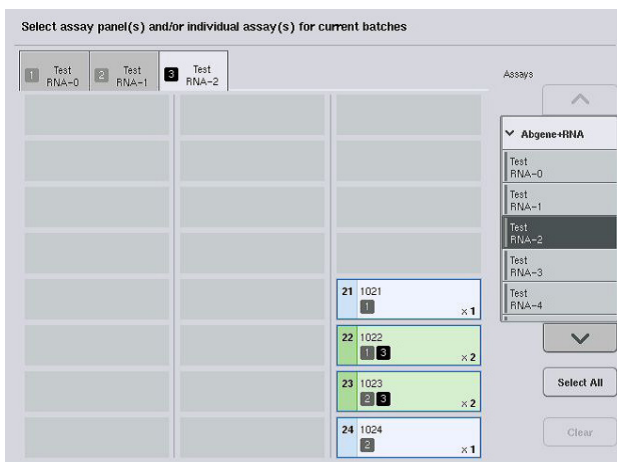 Select assay panel(s) and/or individual assay(s) for current batches
1 Test RNA-0
2 Test RNA-1
3 Test RNA-2
Assays
Abgene+RNA
Test
RNA-0
Test
RNA-1
Test
RNA-2
Test
RNA-3
Test
RNA-4
21 1021
1
x 1
22 1022
1 3
x 2
23 1023
2 3
x 2
24 1024
2
x 1
Select All
Clear